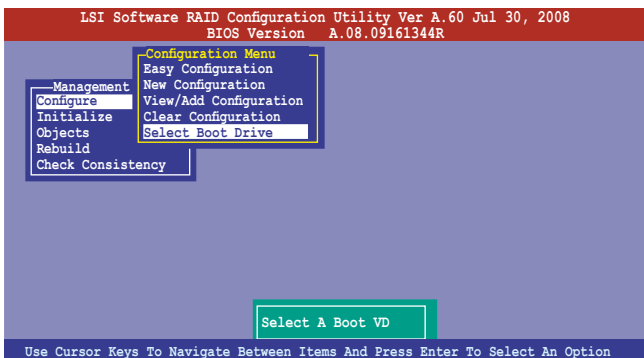 LSI Software RAID Configuration Utility Ver A.60 Jul 30, 2008
BIOS Version A.08.09161344R
Configuration Menu
Easy Configuration
New Configuration
View/Add Configuration
Clear Configuration
Select Boot Drive
Management
Configure
Initialize
Objects
Rebuild
Check Consistency
Select A Boot VD
Use Cursor Keys To Navigate Between Items And Press Enter To Select An Option